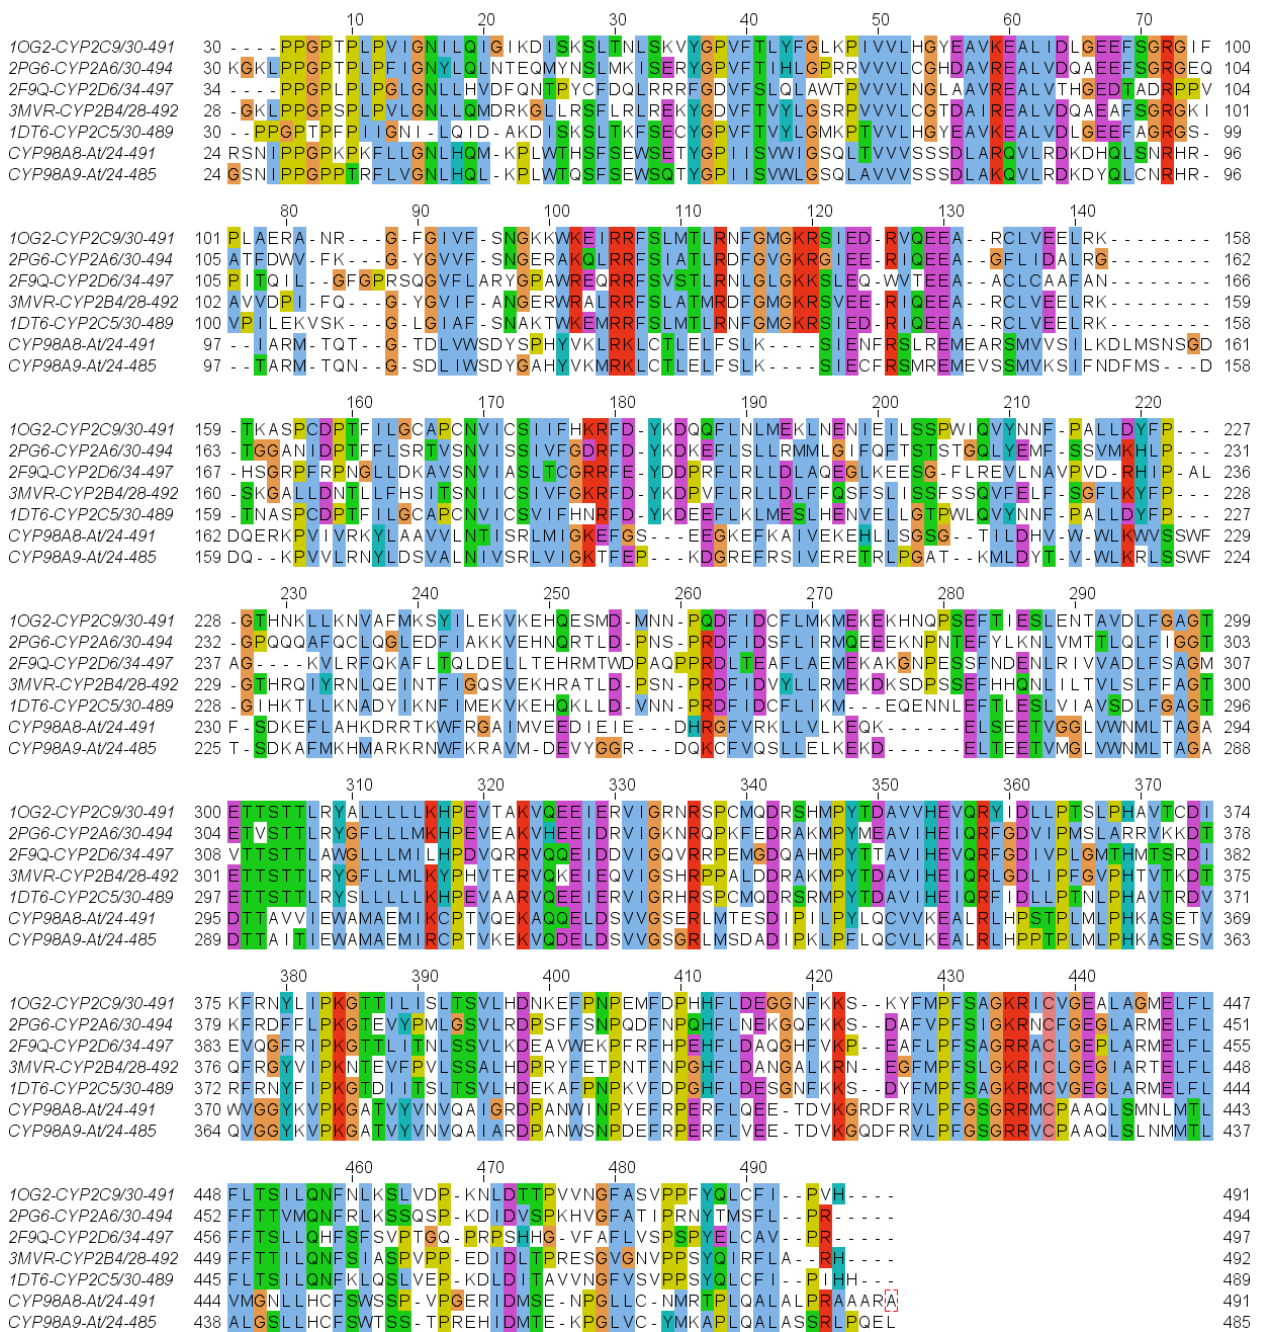 10 20 30 40 50 60 70
1OG2-CYP2C9/30-491 30 ----PPGPTPLPVIGNILQIGIKDISKSLTNLSKVYGPVFTLYFGLKPIVVLHGYEAVKEALIDLGEEFSGRGIF 100
2PG6-CYP2A6/30-494 30 KGKLPPGPTPLPFIGNYLQLNTEQMYNSLMKISERYGPVFTIHLGPRRVVVLCGHDAVREALVDQAEEFSGRGEQ 104
2F9Q-CYP2D6/34-497 34 ----PPGPLPLPGLGNLLHVDFQNTPYCFDQLRRRFGDVFSLQLAWTPVVVLNGLAAVREALVTHGEDTADRPPV 104
3MVR-CYP2B4/28-492 28 -GKLPPGPSPLPVLGNLLQMDRKGLLRSFLRLREKYGDVFTVYLGSRPVVVLCGTDAIREALVDQAEAFSGRGKI 101
1DT6-CYP2C5/30-489 30 --PPGPTPFPIIGNI-LQID-AKDISKSLTKFSECYGPVFTVYLGMKPTVVLHGYEAVKEALVDLGEEFAGRGS- 99
CYP98A8-At/24-491 24 RSNIPPGPKPKFLLGNLHQM-KPLWTHSFSEWSETYGPIISVWIGSQLTVVVSSSDLARQVLRDKDHQLSNRHR- 96
CYP98A9-At/24-485 24 GSNIPPGPPTRFLVGNLHQL-KPLWTQSFSEWSQTYGPIISVWLGSQLAVVVSSSDLAKQVLRDKDYQLCNRHR- 96
80 90 100 110 120 130 140
1OG2-CYP2C9/30-491 101 PLAERA-NR---G-FGIVF-SNGKKWKEIRRFSLMTLRNFGMGKRSIED-RVQEEA--RCLVEELRK-------- 158
2PG6-CYP2A6/30-494 105 ATFDWV-FK---G-YGVVF-SNGERAKQLRRFSIATLRDFGVGKRGIEE-RIQEEA--GFLIDALRG-------- 162
2F9Q-CYP2D6/34-497 105 PITQIL--GFGPRSQGVFLARYGPAWREQRRFSVSTLRNLGLGKKSLEQ-WVTEEA--ACLCAAFAN-------- 166
3MVR-CYP2B4/28-492 102 AVVDPI-FQ---G-YGVIF-ANGERWRALRRFSLATMRDFGMGKRSVEE-RIQEEA--RCLVEELRK-------- 159
1DT6-CYP2C5/30-489 100 VPILEKVSK---G-LGIAF-SNAKTWKEMRRFSLMTLRNFGMGKRSIED-RIQEEA--RCLVEELRK-------- 158
CYP98A8-At/24-491 97 --IARM-TQT--G-TDLVWSDYSPHYVKLRKLCTLELFSLK----SIENFRSLREMEARSMVVSILKDLMSNSGD 161
CYP98A9-At/24-485 97 --TARM-TQN--G-SDLIWSDYGAHYVKMRKLCTLELFSLK----SIECFRSMREMEVSSMVKSIFNDFMS---D 158
160 170 180 190 200 210 220
1OG2-CYP2C9/30-491 159 -TKASPCDPTFILGCAPCNVICSIIFHKRFD-YKDQQFLNLMEKLNENIEILSSPWIQVYNNF-PALLDYFP--- 227
2PG6-CYP2A6/30-494 163 -TGGANIDPTFFLSRTVSNVISSIVFGDRFD-YKDKEFLSLLRMMLGIFQFTSTSTGQLYEMF-SSVMKHLP--- 231
2F9Q-CYP2D6/34-497 167 -HSGRPFRPNGLLDKAVSNVIASLTCGRRFE-YDDPRFLRLLDLAQEGLKEESG-FLREVLNAVPVD-RHIP-AL 236
3MVR-CYP2B4/28-492 160 -SKGALLDNTLLFHSITSNIICSIVFGKRFD-YKDPVFLRLLDLFFQSFSLISSFSSQVFELF-SGFLKYFP--- 228
1DT6-CYP2C5/30-489 159 -TNASPCDPTFILGCAPCNVICSVIFHNRFD-YKDEEFLKLMESLHENVELLGTPWLQVYNNF-PALLDYFP--- 227
CYP98A8-At/24-491 162 DQERKPVIVRKYLAAVVLNTISRLMIGKEFGS---EEGKEFKAIVEKEHLLSGSG--TILDHV-W-WLKWVSSWF 229
CYP98A9-At/24-485 159 DQ--KPVVLRNYLDSVALNIVSRLVIGKTFEP---KDGREFRSIVERETRLPGAT--KMLDYT-V-WLKRLSSWF 224
230 240 250 260 270 280 290
1OG2-CYP2C9/30-491 228 -GTHNKLLKNVAFMKSYILEKVKEHQESMD-MNN-PQDFIDCFLMKMEKEKHNQPSEFTIESLENTAVDLFGAGT 299
2PG6-CYP2A6/30-494 232 -GPQQQAFQCLQGLEDFIAKKVEHNQRTLD-PNS-PRDFIDSFLIRMQEEEKNPNTEFYLKNLVMTTLQLFIGGT 303
2F9Q-CYP2D6/34-497 237 AG----KVLRFQKAFLTQLDELLTEHRMTWDPAQPPRDLTEAFLAEMEKAKGNPESSFNDENLRIVVADLFSAGM 307
3MVR-CYP2B4/28-492 229 -GTHRQIYRNLQEINTFIGQSVEKHRATLD-PSN-PRDFIDVYLLRMEKDKSDPSSEFHHQNLILTVLSLFFAGT 300
1DT6-CYP2C5/30-489 228 -GIHKTLLKNADYIKNFIMEKVKEHQKLLD-VNN-PRDFIDCFLIKM---EQENNLEFTLESLVIAVSDLFGAGT 296
CYP98A8-At/24-491 230 F-SDKEFLAHKDRRTKWFRGAIMVEEDIEIE----DHRGFVRKLLVLKEQK------ELSEETVGGLVWNMLTAGA 294
CYP98A9-At/24-485 225 T-SDKAFMKHMARKRNWFKRAVM-DEVYGGR---DQKCFVQSLLELKEKD------ELTEETVMGLVWNMLTAGA 288
310 320 330 340 350 360 370
1OG2-CYP2C9/30-491 300 ETTSTTLRYALLLLLKHPEVTAKVQEEIERVIGRNRSPCMQDRSHMPYTDAVVHEVQRYIDLLPTSLPHAVTCDI 374
2PG6-CYP2A6/30-494 304 ETVSTTLRYGFLLLMKHPEVEAKVHEEIDRVIGKNRQPKFEDRAKMPYMEAVIHEIQRFGDVIPMSLARRVKKDT 378
2F9Q-CYP2D6/34-497 308 VTTSTTLAWGLLLMILHPDVQRRVQQEIDDVIGQVRRPEMGDQAHMPYTTAVIHEVQRFGDIVPLGMTHMTSRDI 382
3MVR-CYP2B4/28-492 301 ETTSTTLRYGFLLMLKYPHVTERVQKEIEQVIGSHRPPALDDRAKMPYTDAVIHEIQRLGDLIPFGVPHTVTKDT 375
1DT6-CYP2C5/30-489 297 ETTSTTLRYSLLLLLKHPEVAARVQEEIERVIGRHRSPCMQDRSRMPYTDAVIHEIQRFIDLLPTNLPHAVTRDV 371
CYP98A8-At/24-491 295 DTTAVVIEWAMAEMIKCPTVQEKAQQELDSVVGSERLMTESDIPILPYLQCVVKEALRLHPSTPLMLPHKASETV 369
CYP98A9-At/24-485 289 DTTAITIEWAMAEMIRCPTVKEKVQDELDSVVGSGRLMSDADIPKLPFLQCVLKEALRLHPPTPLMLPHKASESV 363
380 390 400 410 420 430 440
1OG2-CYP2C9/30-491 375 KFRNYLIPKGTTILISLTSVLHDNKEFPNPEMFDPHHFLDEGGNFKKS--KYFMPFSAGKRICVGEALAGMELFL 447
2PG6-CYP2A6/30-494 379 KFRDFFLPKGTEVYPMLGSVLRDPSFFSNPQDFNPQHFLNEKGQFKKS--DAFVPFSIGKRNCFGEGLARMELFL 451
2F9Q-CYP2D6/34-497 383 EVQGFRIPKGTTLITNLSSVLKDEAVWEKPFRFHPEHFLDAQGHFVKP--EAFLPFSAGRRACLGEPLARMELFL 455
3MVR-CYP2B4/28-492 376 QFRGYVIPKNTEVFPVLSSALHDPRYFETPNTFNPGHFLDANGALKRN--EGFMPFSLGKRICLGEGIARTELFL 448
1DT6-CYP2C5/30-489 372 RFRNYFIPKGTDIITSLTSVLHDEKAFPNPKVFDPGHFLDESGNFKKS--DYFMPFSAGKRMCVGEGLARMELFL 444
CYP98A8-At/24-491 370 WVGGYKVPKGATVYVNVQAIGRDPANWINPYEFRPERFLQEE-TDVKGRDFRVLPFGSGRRMCPAAQLSMNLMTL 443
CYP98A9-At/24-485 364 QVGGYKVPKGATVYVNVQAIARDPANWSNPDEFRPERFLVEE-TDVKGQDFRVLPFGSGRRVCPAAQLSLNMMTL 437
460 470 480 490
1OG2-CYP2C9/30-491 448 FLTSILQNFNLKSLVDP-KNLDTTPVVNGFASVPPFYQLCFI--PVH---- 491
2PG6-CYP2A6/30-494 452 FFTTVMQNFRLKSSQSP-KDIDVSPKHVGFATIPRNYTMSFL--PR----- 494
2F9Q-CYP2D6/34-497 456 FFTSLLQHFSFSVPTGQ-PRPSHHG-VFAFLVSPSPYELCAV--PR----- 497
3MVR-CYP2B4/28-492 449 FFTTILQNFSIASPVPP-EDIDLTPRESGVGNVPPSYQIRFLA--RH---- 492
1DT6-CYP2C5/30-489 445 FLTSILQNFKLQSLVEP-KDLDITAVVNGFVSVPPSYQLCFI--PIHH--- 489
CYP98A8-At/24-491 444 VMGNLLHCFSWSSP-VPGERIDMSE-NPGLLC-NMRTPLQALALPRAAARA 491
CYP98A9-At/24-485 438 ALGSLLHCFSWTSS-TPREHIDMTE-KPGLVC-YMKAPLQALASSRLPQEL 485